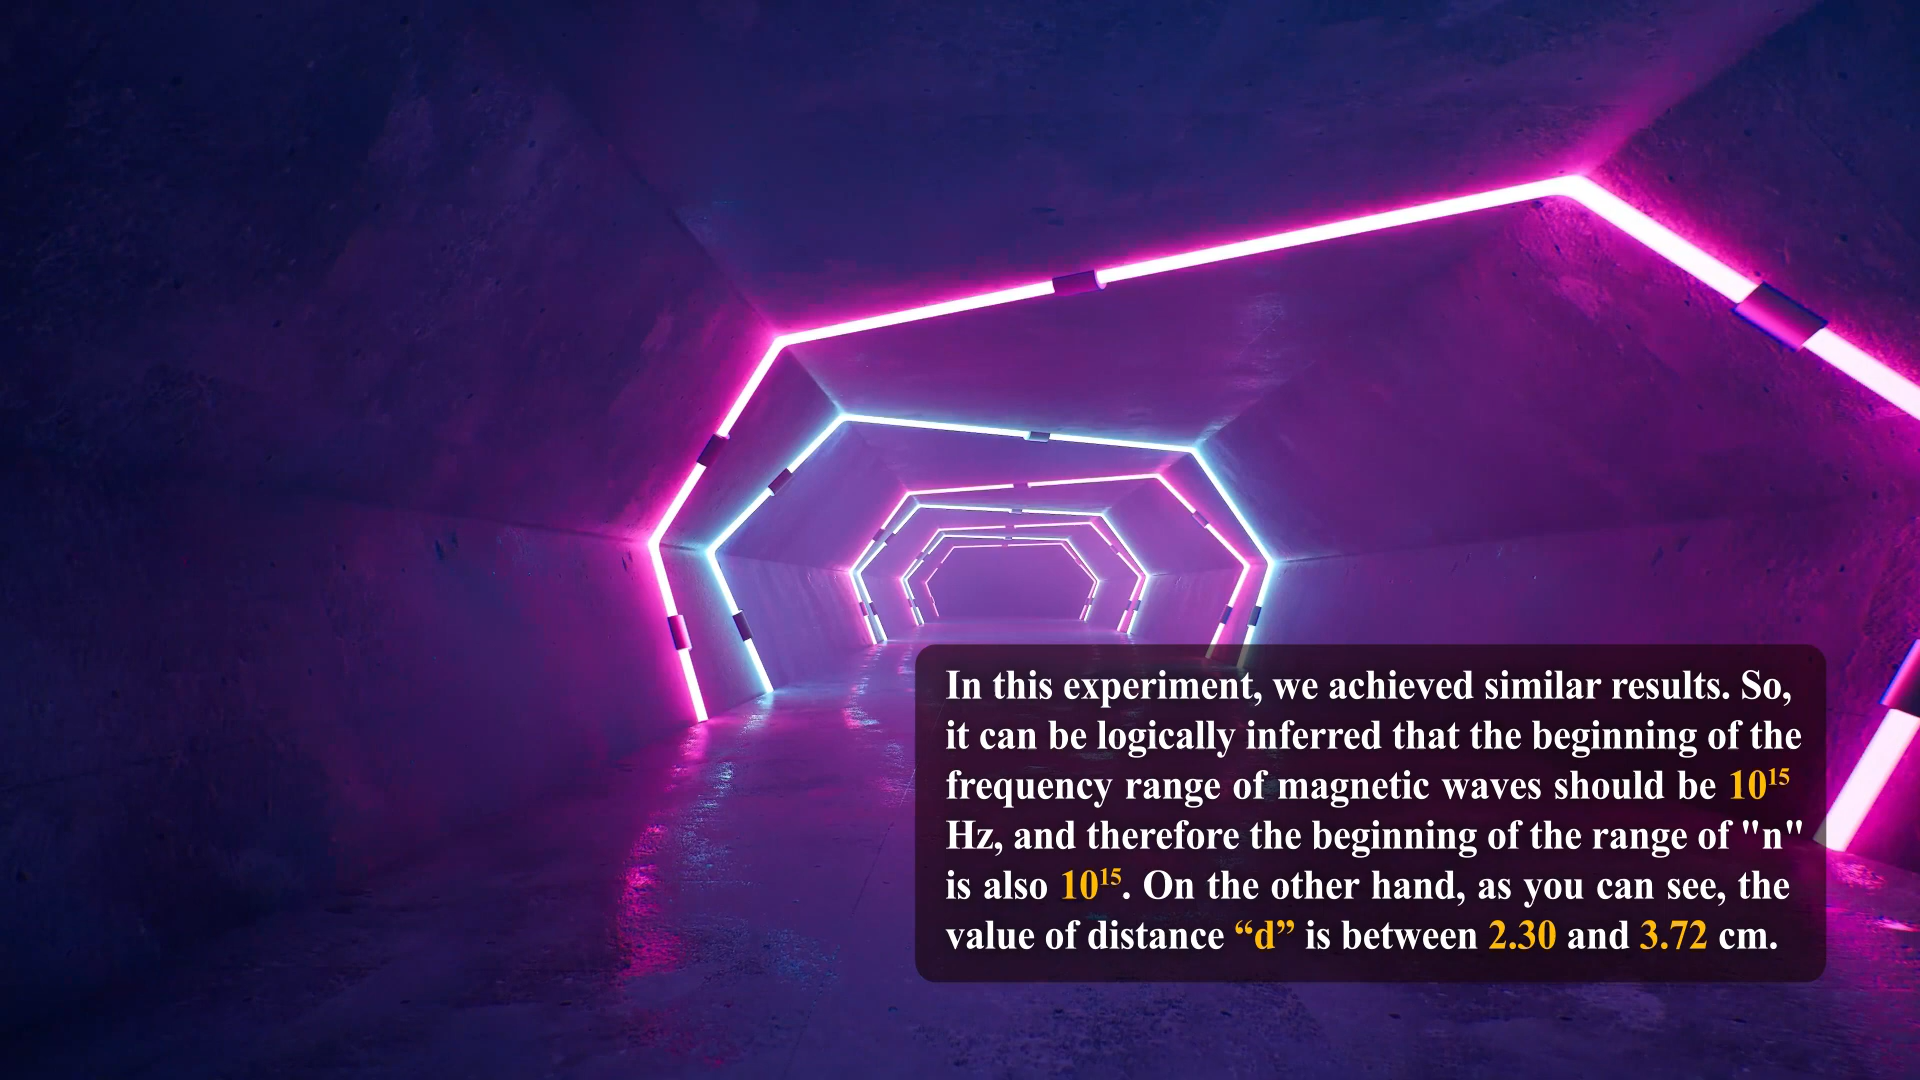 In this experiment, we achieved similar results. So,
it can be logically inferred that the beginning of the
frequency range of magnetic waves should be 10¹⁵
Hz, and therefore the beginning of the range of "n"
is also 10¹⁵. On the other hand, as you can see, the
value of distance “d” is between 2.30 and 3.72 cm.